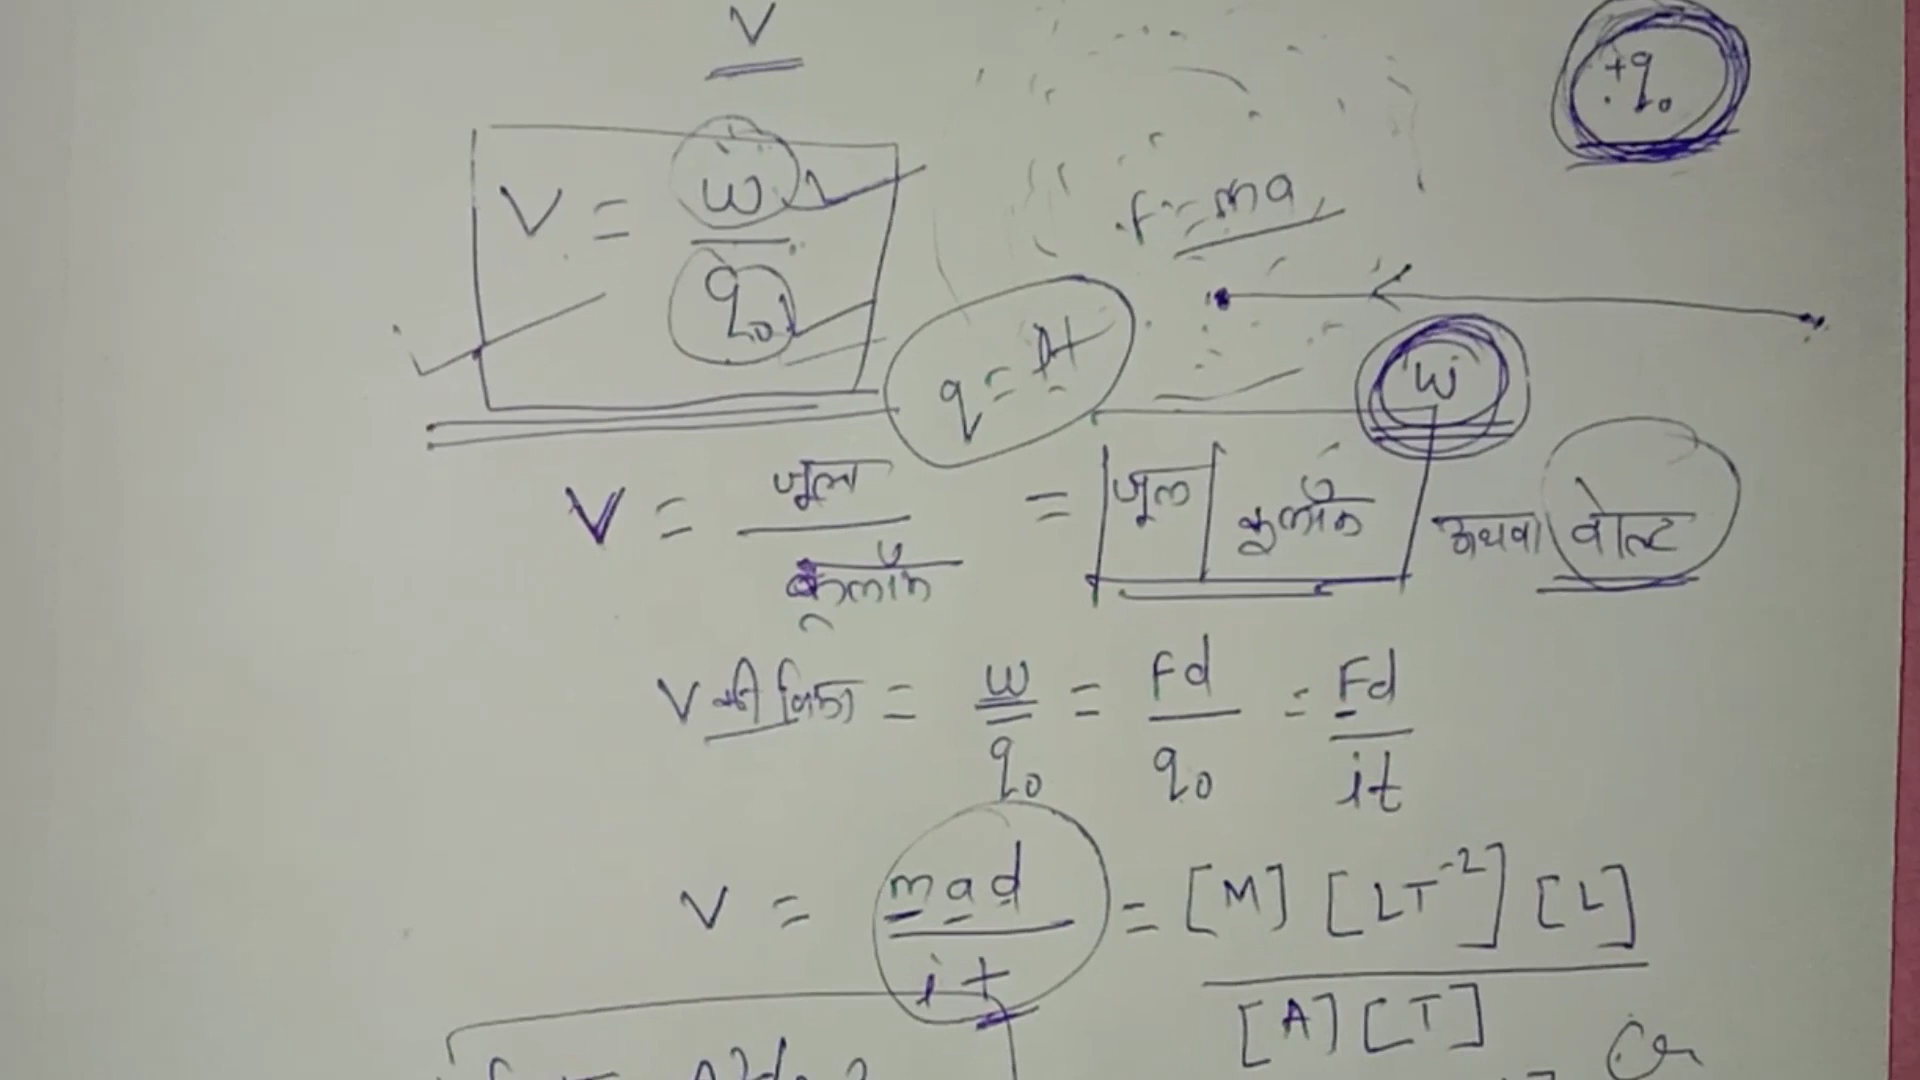 V
+q₀
V = w/q₀
F = ma
q = it
w
V = जूल/कूलॉम = जूल/कूलॉम अथवा वोल्ट
V की विमा = w/q₀ = Fd/q₀ = Fd/it
V = mad/it = [M] [LT⁻²] [L]/[A] [T]